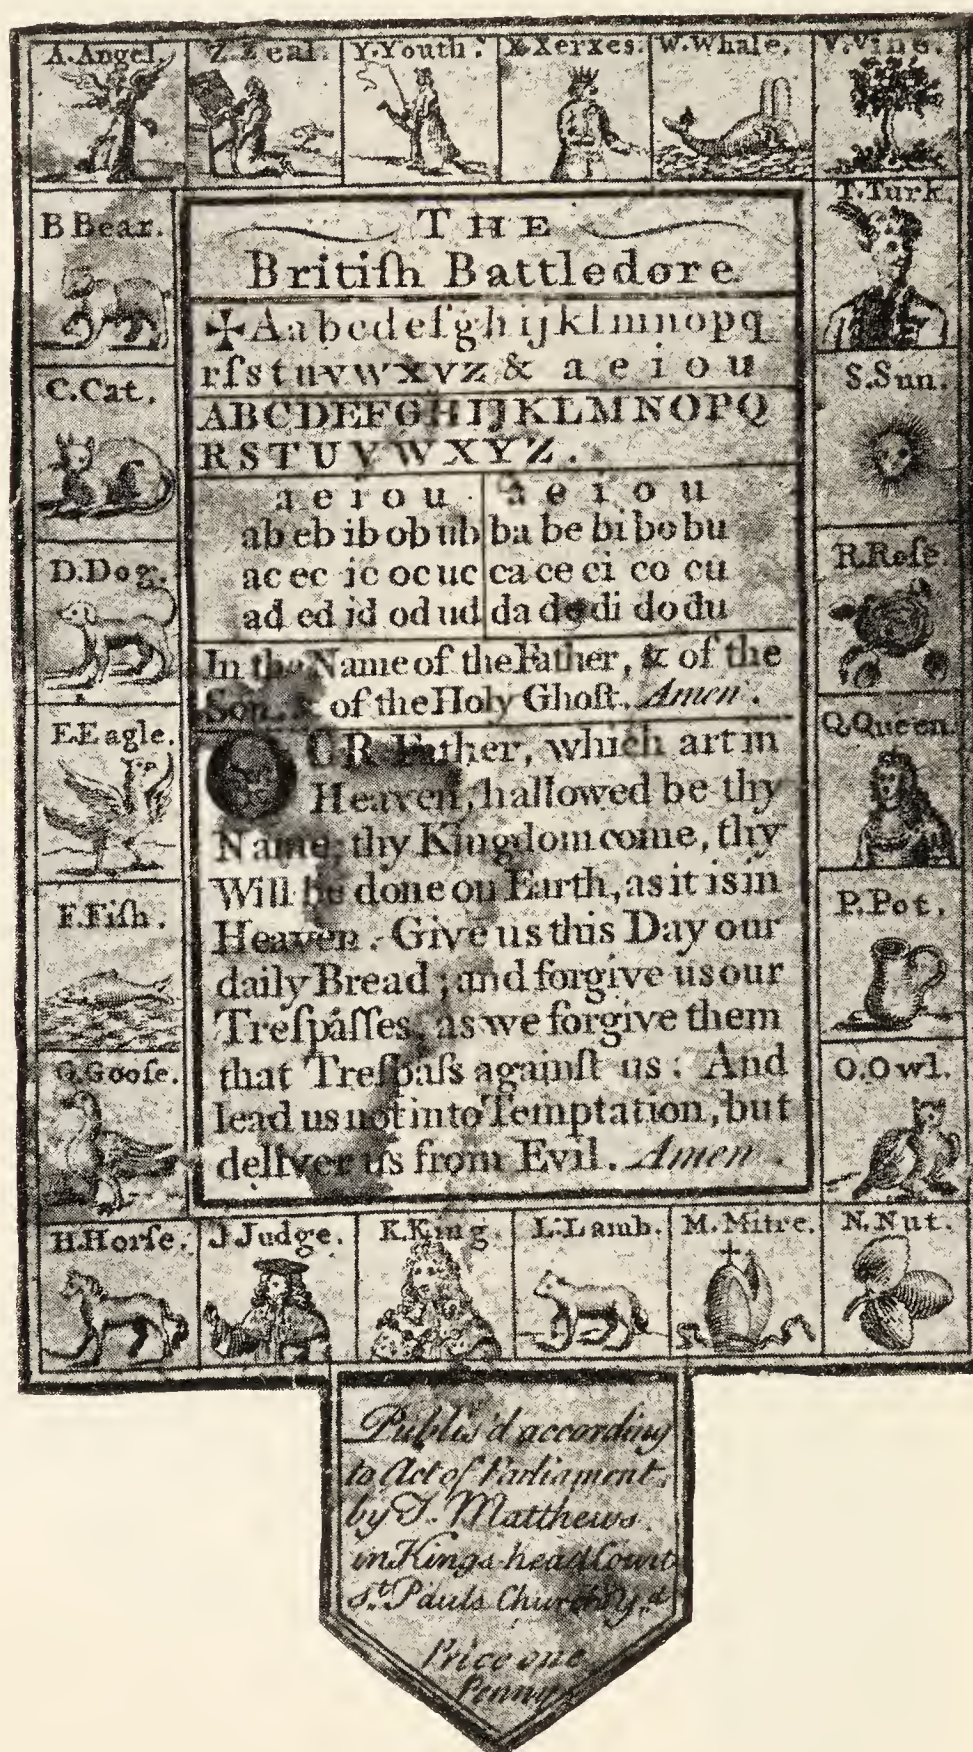 A.Angel.
Z.Zeal.
Y.Youth.
X.Xerxes.
W.Whale.
V.Vine.
B Bear.
T.Turk.
C.Cat.
S.Sun.
D.Dog.
R.Roſe.
E.Eagle.
Q.Queen.
F.Fiſh.
P.Pot.
G.Gooſe.
O.Owl.
H.Horſe.
J.Judge.
K.King.
L.Lamb.
M.Mitre.
N.Nut.
THE
Britiſh Battledore.
✠ A a b c d e f g h i j k l m n o p q
r ſ s t u v w x y z & a e i o u
A B C D E F G H I J K L M N O P Q
R S T U V W X Y Z .
a e i o u a e i o u
ab eb ib ob ub ba be bi bo bu
ac ec ic oc uc ca ce ci co cu
ad ed id od ud da de di do du
In the Name of the Father, & of the
Son, & of the Holy Ghoſt. Amen.
OUR Father, which art in
Heaven, hallowed be thy
Name; thy Kingdom come, thy
Will be done on Earth, as it is in
Heaven. Give us this Day our
daily Bread; and forgive us our
Treſpaſſes, as we forgive them
that Treſpaſs againſt us: And
lead us not into Temptation, but
deliver us from Evil. Amen.
Publis'd according
to Act of Parliament.
by T. Matthews
in Kings-head Court
St. Pauls Church Yd.
Price one
Penny